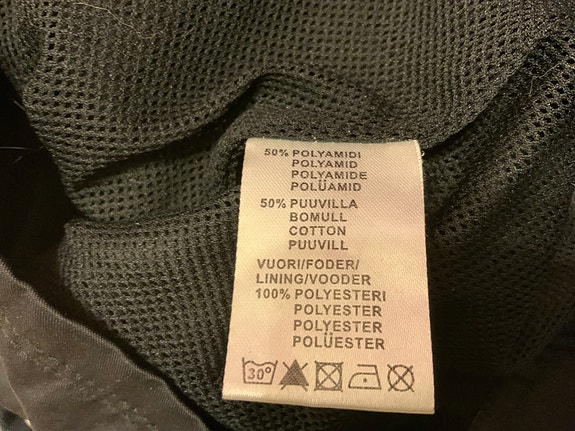 50% POLYAMIDI
POLYAMID
POLYAMIDE
POLÜAMID
50% PUUVILLA
BOMULL
COTTON
PUUVILL
VUORI/FODER/
LINING/VOODER
100% POLYESTERI
POLYESTER
POLYESTER
POLÜESTER
30°